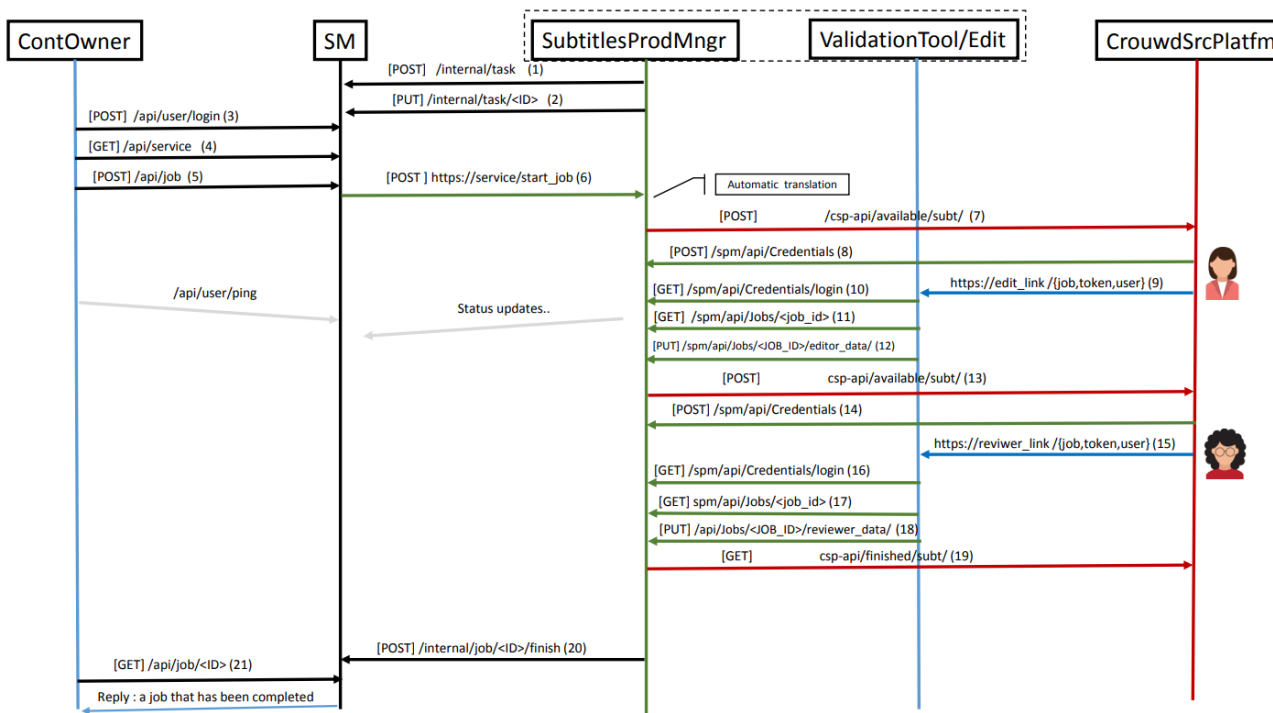 ContOwner
SM
SubtitlesProdMngr
ValidationTool/Edit
CrouwdSrcPlatfm
[POST] /internal/task (1)
[PUT] /internal/task/<ID> (2)
[POST] /api/user/login (3)
[GET] /api/service (4)
[POST] /api/job (5)
[POST ] https://service/start_job (6)
Automatic translation
[POST] /csp-api/available/subt/ (7)
[POST] /spm/api/Credentials (8)
https://edit_link /{job,token,user} (9)
[GET] /spm/api/Credentials/login (10)
/api/user/ping
Status updates..
[GET] /spm/api/Jobs/<job_id> (11)
[PUT] /spm/api/Jobs/<JOB_ID>/editor_data/ (12)
[POST] csp-api/available/subt/ (13)
[POST] /spm/api/Credentials (14)
https://reviwer_link /{job,token,user} (15)
[GET] /spm/api/Credentials/login (16)
[GET] spm/api/Jobs/<job_id> (17)
[PUT] /api/Jobs/<JOB_ID>/reviewer_data/ (18)
[GET] csp-api/finished/subt/ (19)
[POST] /internal/job/<ID>/finish (20)
[GET] /api/job/<ID> (21)
Reply : a job that has been completed